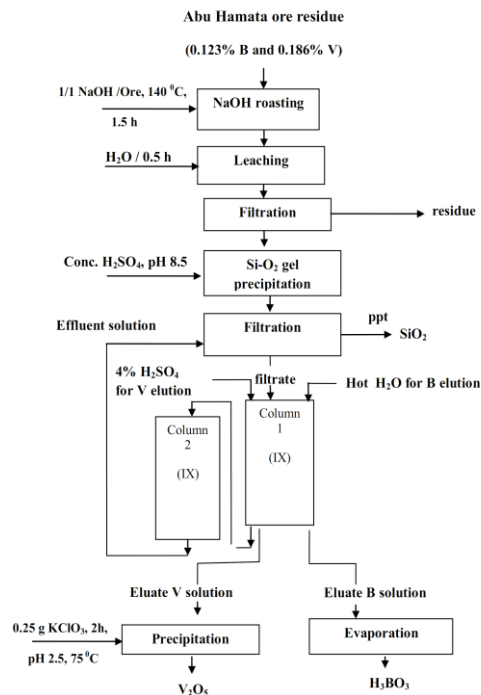 Abu Hamata ore residue
(0.123% B and 0.186% V)
1/1 NaOH /Ore, 140 ⁰C,
1.5 h
NaOH roasting
H₂O / 0.5 h
Leaching
Filtration
residue
Conc. H₂SO₄, pH 8.5
Si-O₂ gel
precipitation
Effluent solution
Filtration
ppt
SiO₂
4% H₂SO₄
for V elution
filtrate
Hot H₂O for B elution
Column
1
(IX)
Column
2
(IX)
Eluate V solution
Eluate B solution
0.25 g KClO₃, 2h,
pH 2.5, 75 ⁰C
Precipitation
Evaporation
V₂O₅
H₃BO₃